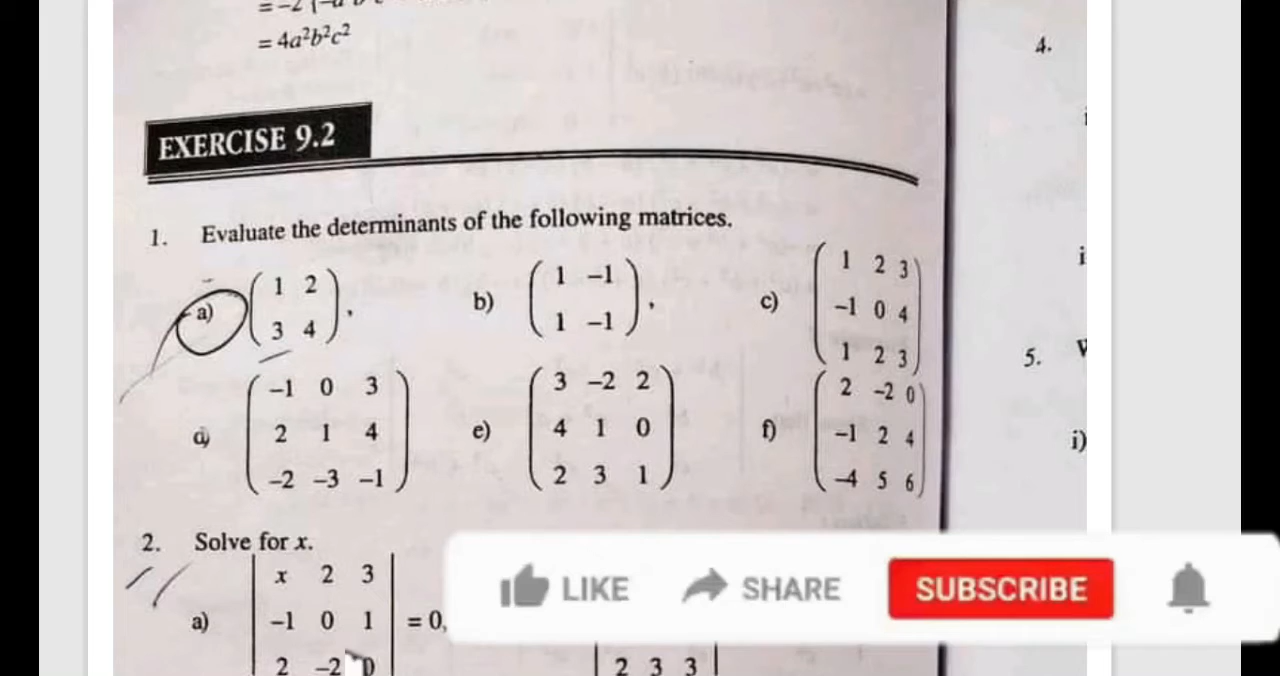 = 4a²b²c²
4.
EXERCISE 9.2
1. Evaluate the determinants of the following matrices.
a) ( 1 2
3 4 ).
b) ( 1 –1
1 –1 ).
c) ( 1 2 3
–1 0 4
1 2 3 )
5.
d) ( –1 0 3
2 1 4
–2 –3 –1 )
e) ( 3 –2 2
4 1 0
2 3 1 )
f) ( 2 –2 0
–1 2 4
–4 5 6 )
i)
2. Solve for x.
a) | x 2 3
–1 0 1
2 –2 0 | = 0,
2 3 3
LIKE SHARE SUBSCRIBE